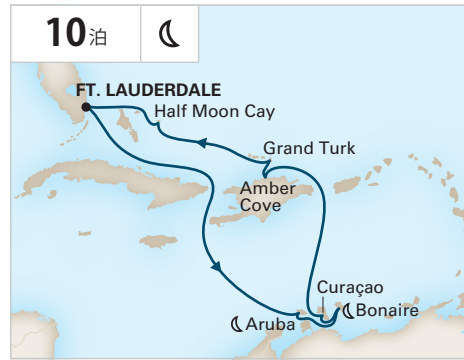 10泊
FT. LAUDERDALE
Half Moon Cay
Grand Turk
Amber
Cove
Curaçao
Bonaire
Aruba